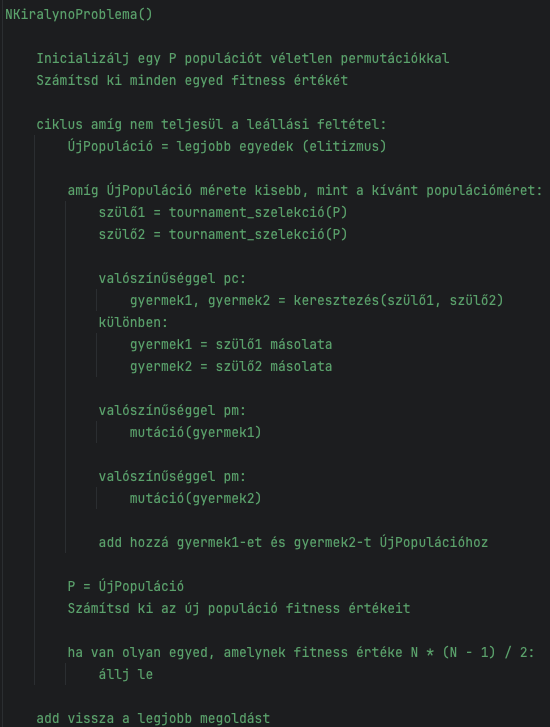 NKiralynoProblema()
Inicializálj egy P populációt véletlen permutációkkal
Számítsd ki minden egyed fitness értékét
ciklus amíg nem teljesül a leállási feltétel:
ÚjPopuláció = legjobb egyedek (elitizmus)
amíg ÚjPopuláció mérete kisebb, mint a kívánt populációméret:
szülő1 = tournament_szelekció(P)
szülő2 = tournament_szelekció(P)
valószínűséggel pc:
gyermek1, gyermek2 = keresztezés(szülő1, szülő2)
különben:
gyermek1 = szülő1 másolata
gyermek2 = szülő2 másolata
valószínűséggel pm:
mutáció(gyermek1)
valószínűséggel pm:
mutáció(gyermek2)
add hozzá gyermek1-et és gyermek2-t ÚjPopulációhoz
P = ÚjPopuláció
Számítsd ki az új populáció fitness értékeit
ha van olyan egyed, amelynek fitness értéke N * (N - 1) / 2:
állj le
add vissza a legjobb megoldást